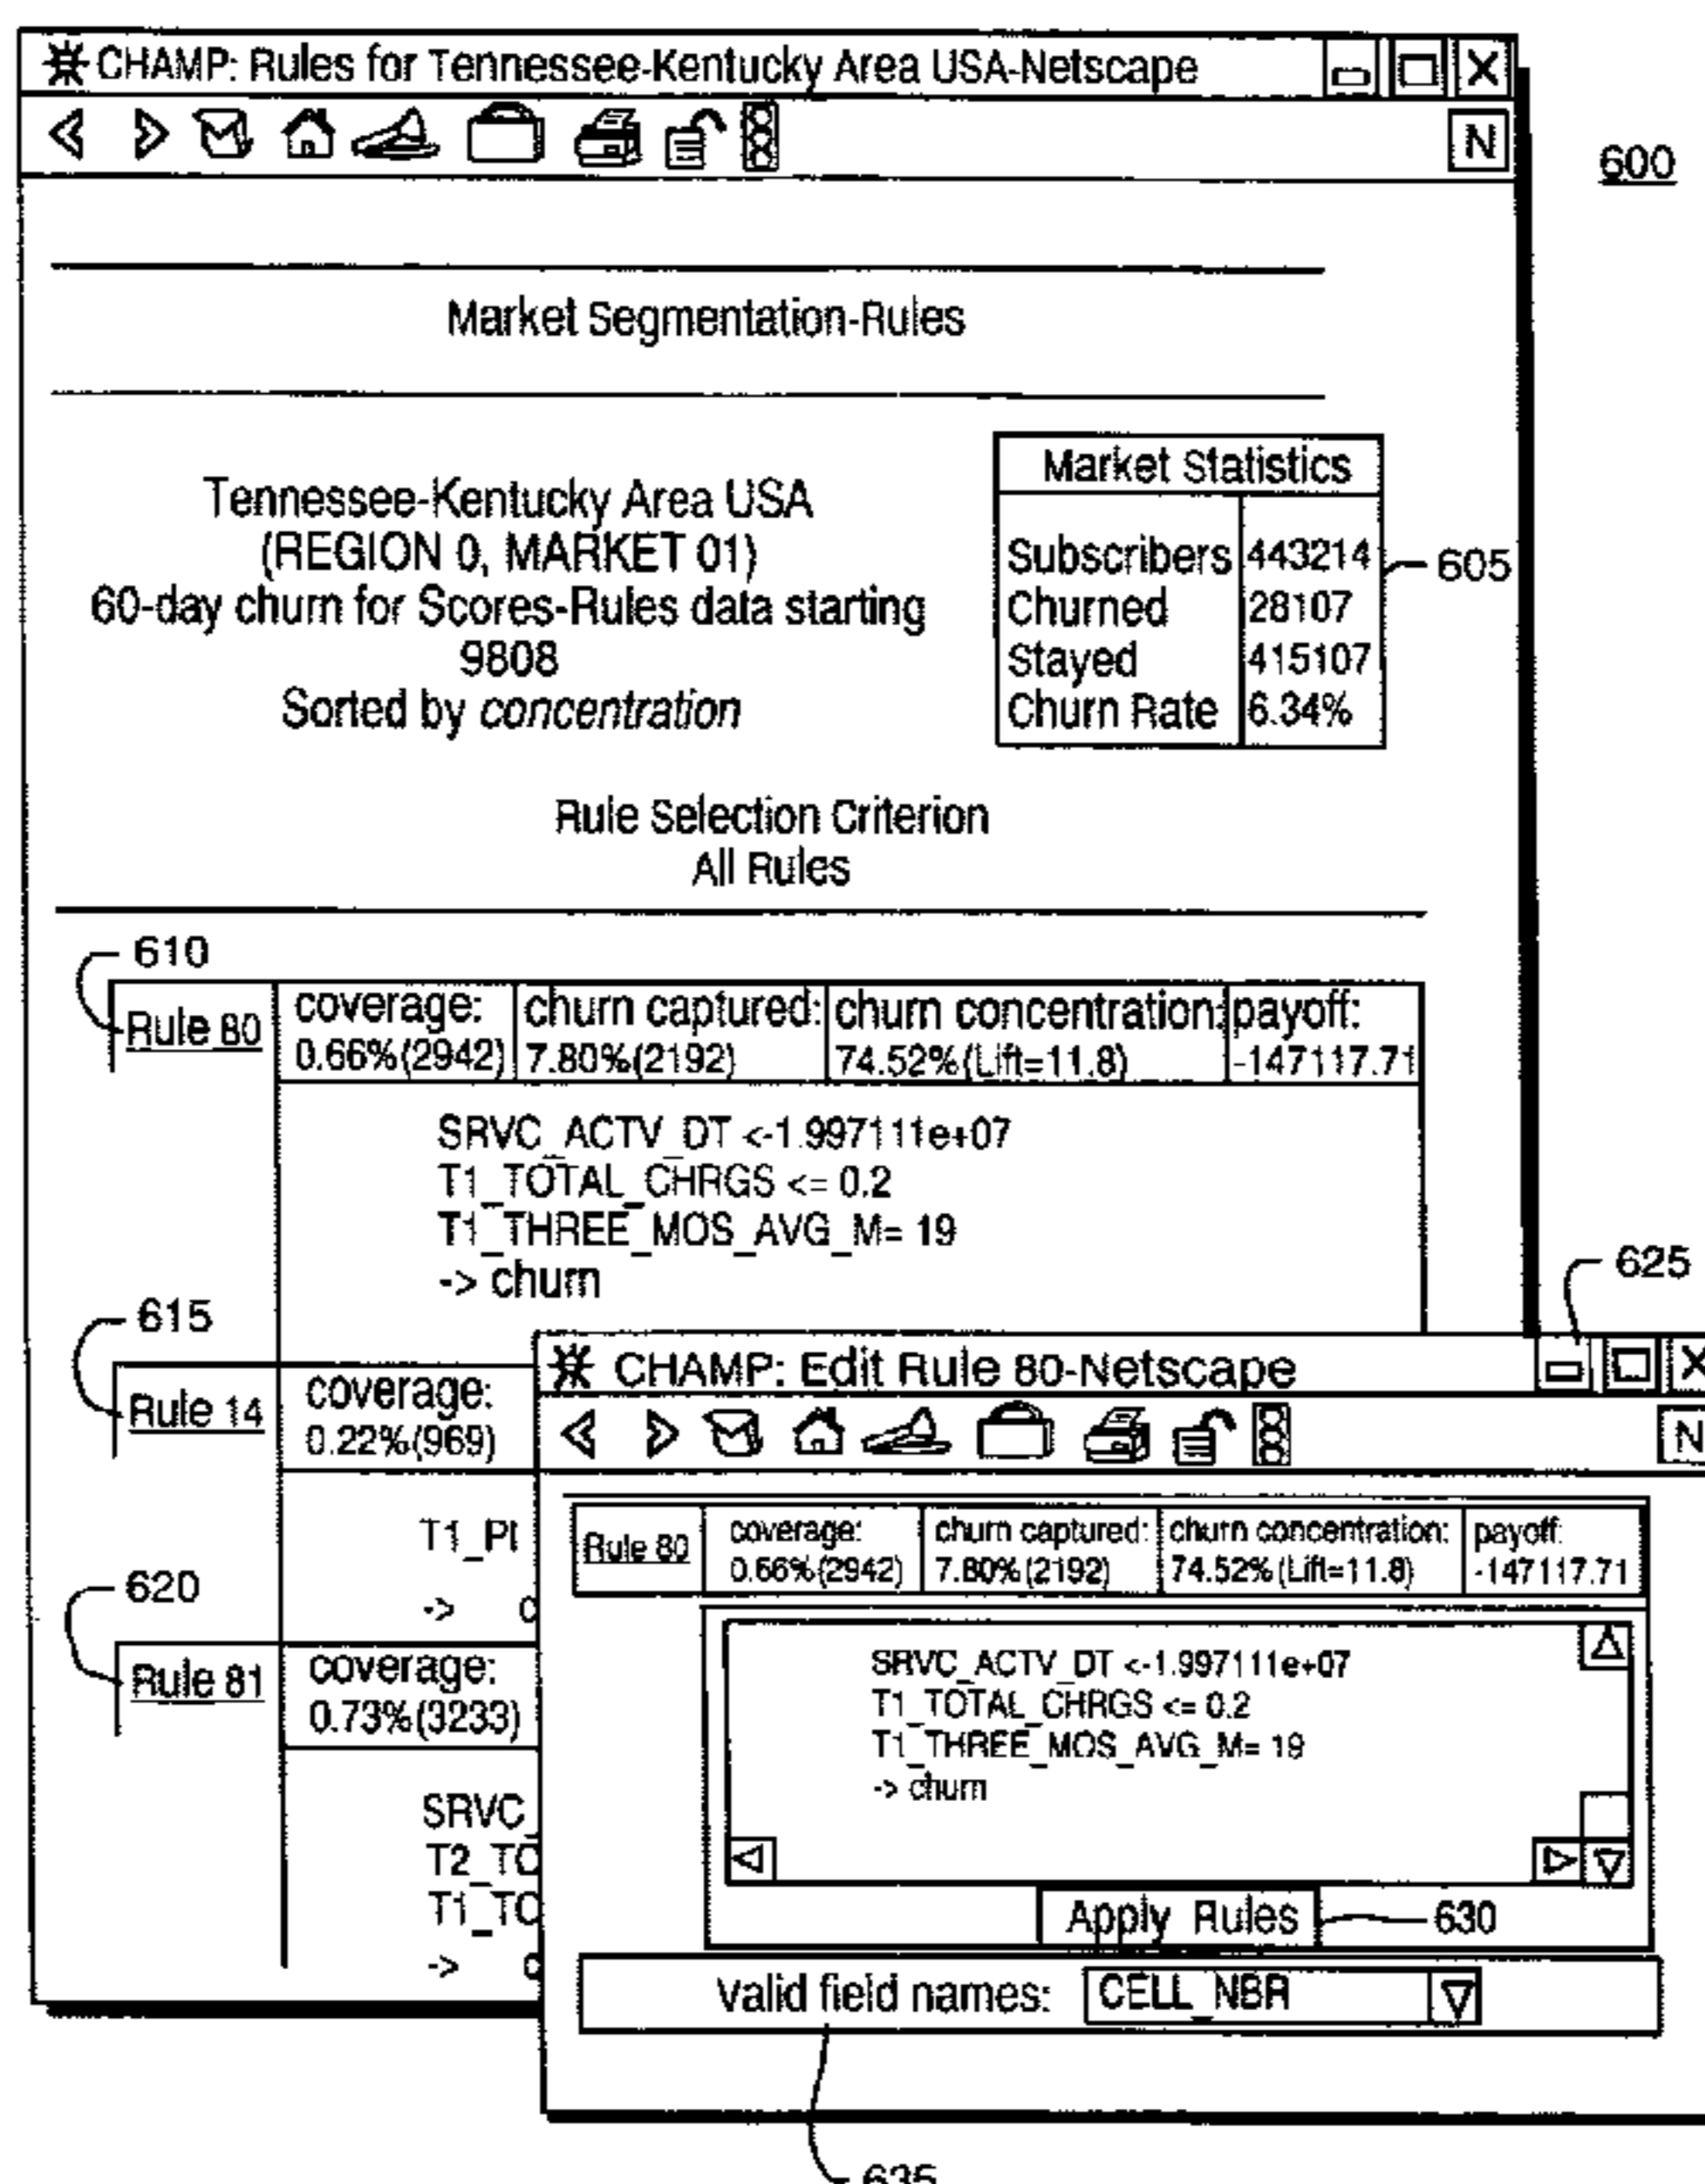 CHAMP: Rules for Tennessee-Kentucky Area USA-Netscape
N
600
Market Segmentation-Rules
Tennessee-Kentucky Area USA
(REGION 0, MARKET 01)
60-day churn for Scores-Rules data starting
9808
Sorted by concentration
Market Statistics
Subscribers 443214
Churned 28107
Stayed 415107
Churn Rate 6.34%
605
Rule Selection Criterion
All Rules
610
Rule 80
coverage: churn captured: churn concentration: payoff:
0.66%(2942) 7.80%(2192) 74.52%(Lift=11.8) -147117.71
SRVC_ACTV_DT <-1.997111e+07
T1_TOTAL_CHRGS <= 0.2
T1_THREE_MOS_AVG_M= 19
-> churn
615
Rule 14
coverage:
0.22%(969)
T1_PI
->
620
Rule 81
coverage:
0.73%(3233)
SRVC_
T2_TO
T1_TO
->
625
CHAMP: Edit Rule 80-Netscape
N
Rule 80
coverage: churn captured: churn concentration: payoff:
0.66%(2942) 7.80%(2192) 74.52%(Lift=11.8) -147117.71
SRVC_ACTV_DT <-1.997111e+07
T1_TOTAL_CHRGS <= 0.2
T1_THREE_MOS_AVG_M= 19
-> churn
Apply Rules
630
Valid field names: CELL_NBR
635